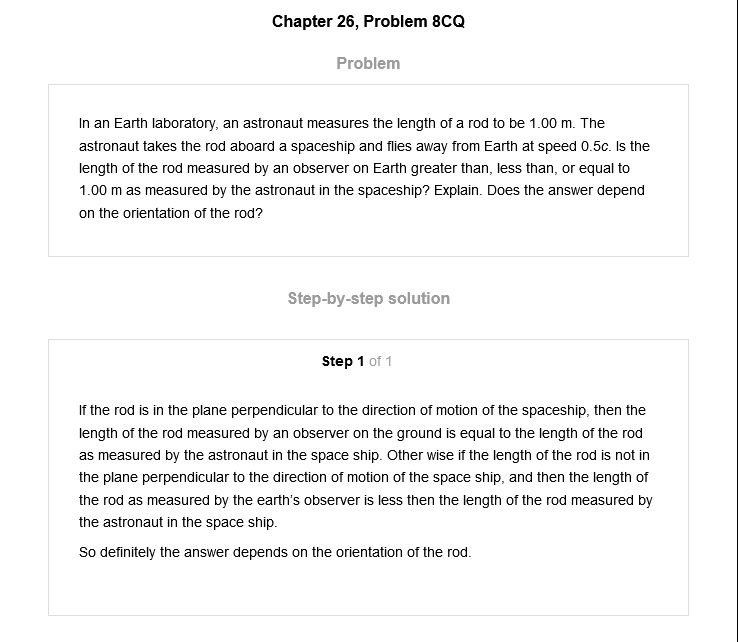 Chapter 26, Problem 8CQ
Problem
In an Earth laboratory, an astronaut measures the length of a rod to be 1.00 m. The
astronaut takes the rod aboard a spaceship and flies away from Earth at speed 0.5c. Is the
length of the rod measured by an observer on Earth greater than, less than, or equal to
1.00 m as measured by the astronaut in the spaceship? Explain. Does the answer depend
on the orientation of the rod?
Step-by-step solution
Step 1 of 1
If the rod is in the plane perpendicular to the direction of motion of the spaceship, then the
length of the rod measured by an observer on the ground is equal to the length of the rod
as measured by the astronaut in the space ship. Other wise if the length of the rod is not in
the plane perpendicular to the direction of motion of the space ship, and then the length of
the rod as measured by the earth's observer is less then the length of the rod measured by
the astronaut in the space ship.
So definitely the answer depends on the orientation of the rod.